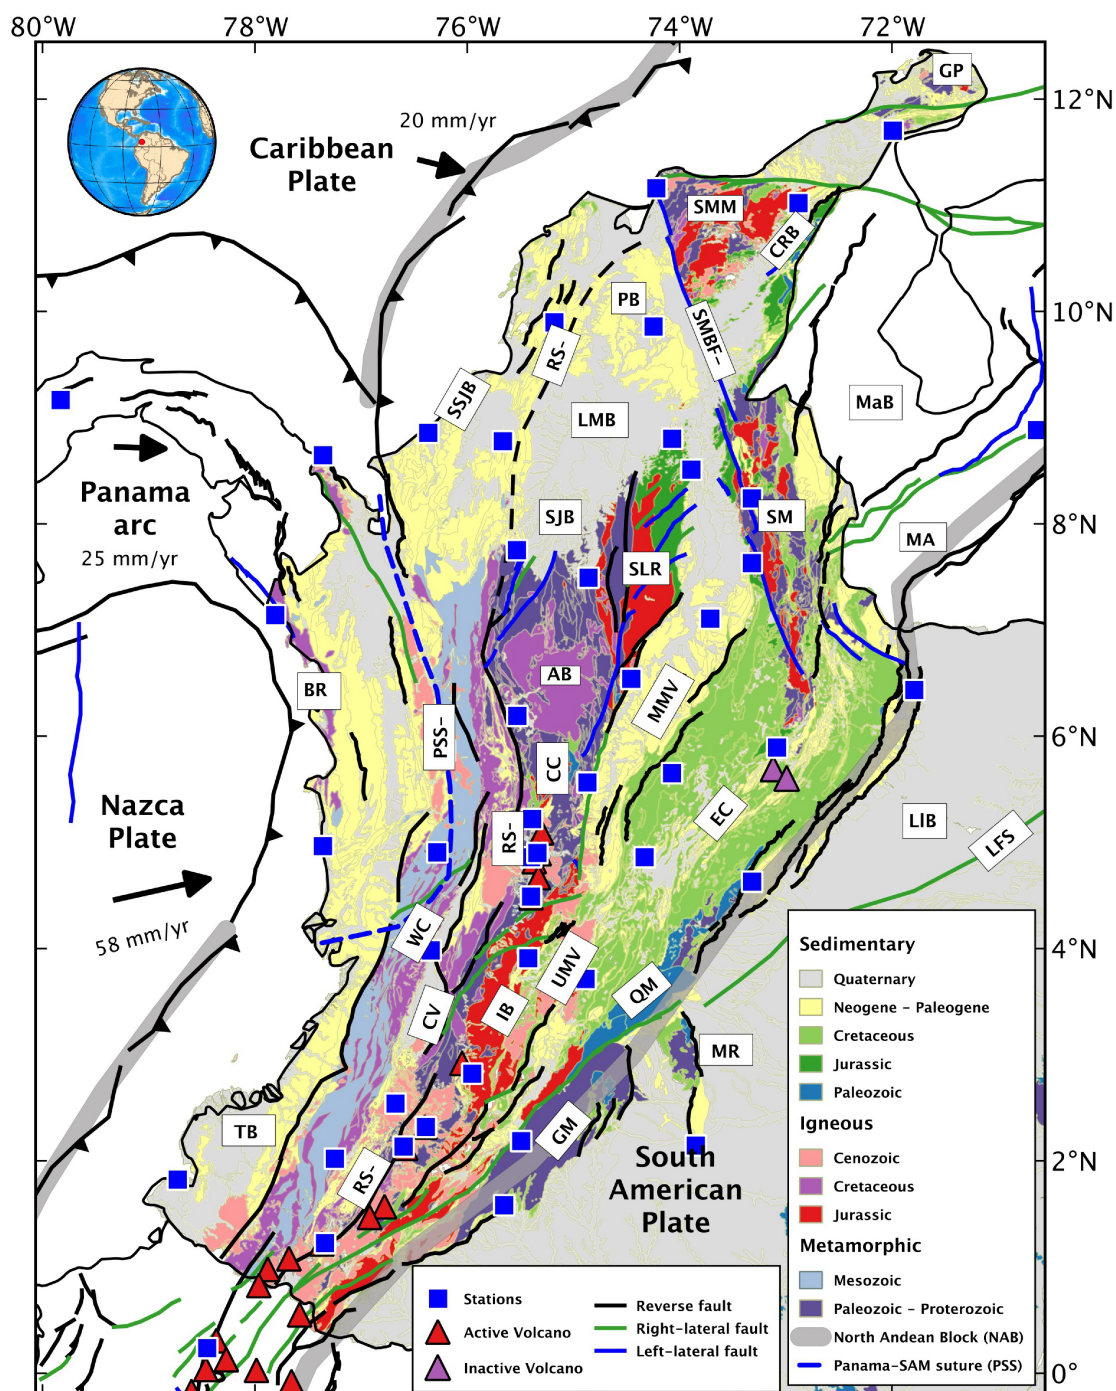 80°W 78°W 76°W 74°W 72°W
GP
12°N
20 mm/yr
Caribbean
Plate
SMM
CRB
PB
10°N
SMBF-
RS-
SSJB
MaB
LMB
Panama
arc
25 mm/yr
SJB
SM
8°N
MA
SLR
AB
BR
MMV
PSS-
6°N
CC
Nazca
Plate
EC
LlB
RS-
LFS
58 mm/yr
WC
4°N
UMV
QM
CV
IB
MR
TB
GM
RS-
South
American
Plate
2°N
0°
Sedimentary
Quaternary
Neogene - Paleogene
Cretaceous
Jurassic
Paleozoic
Igneous
Cenozoic
Cretaceous
Jurassic
Metamorphic
Mesozoic
Paleozoic - Proterozoic
North Andean Block (NAB)
Panama-SAM suture (PSS)
Stations
Active Volcano
Inactive Volcano
Reverse fault
Right-lateral fault
Left-lateral fault